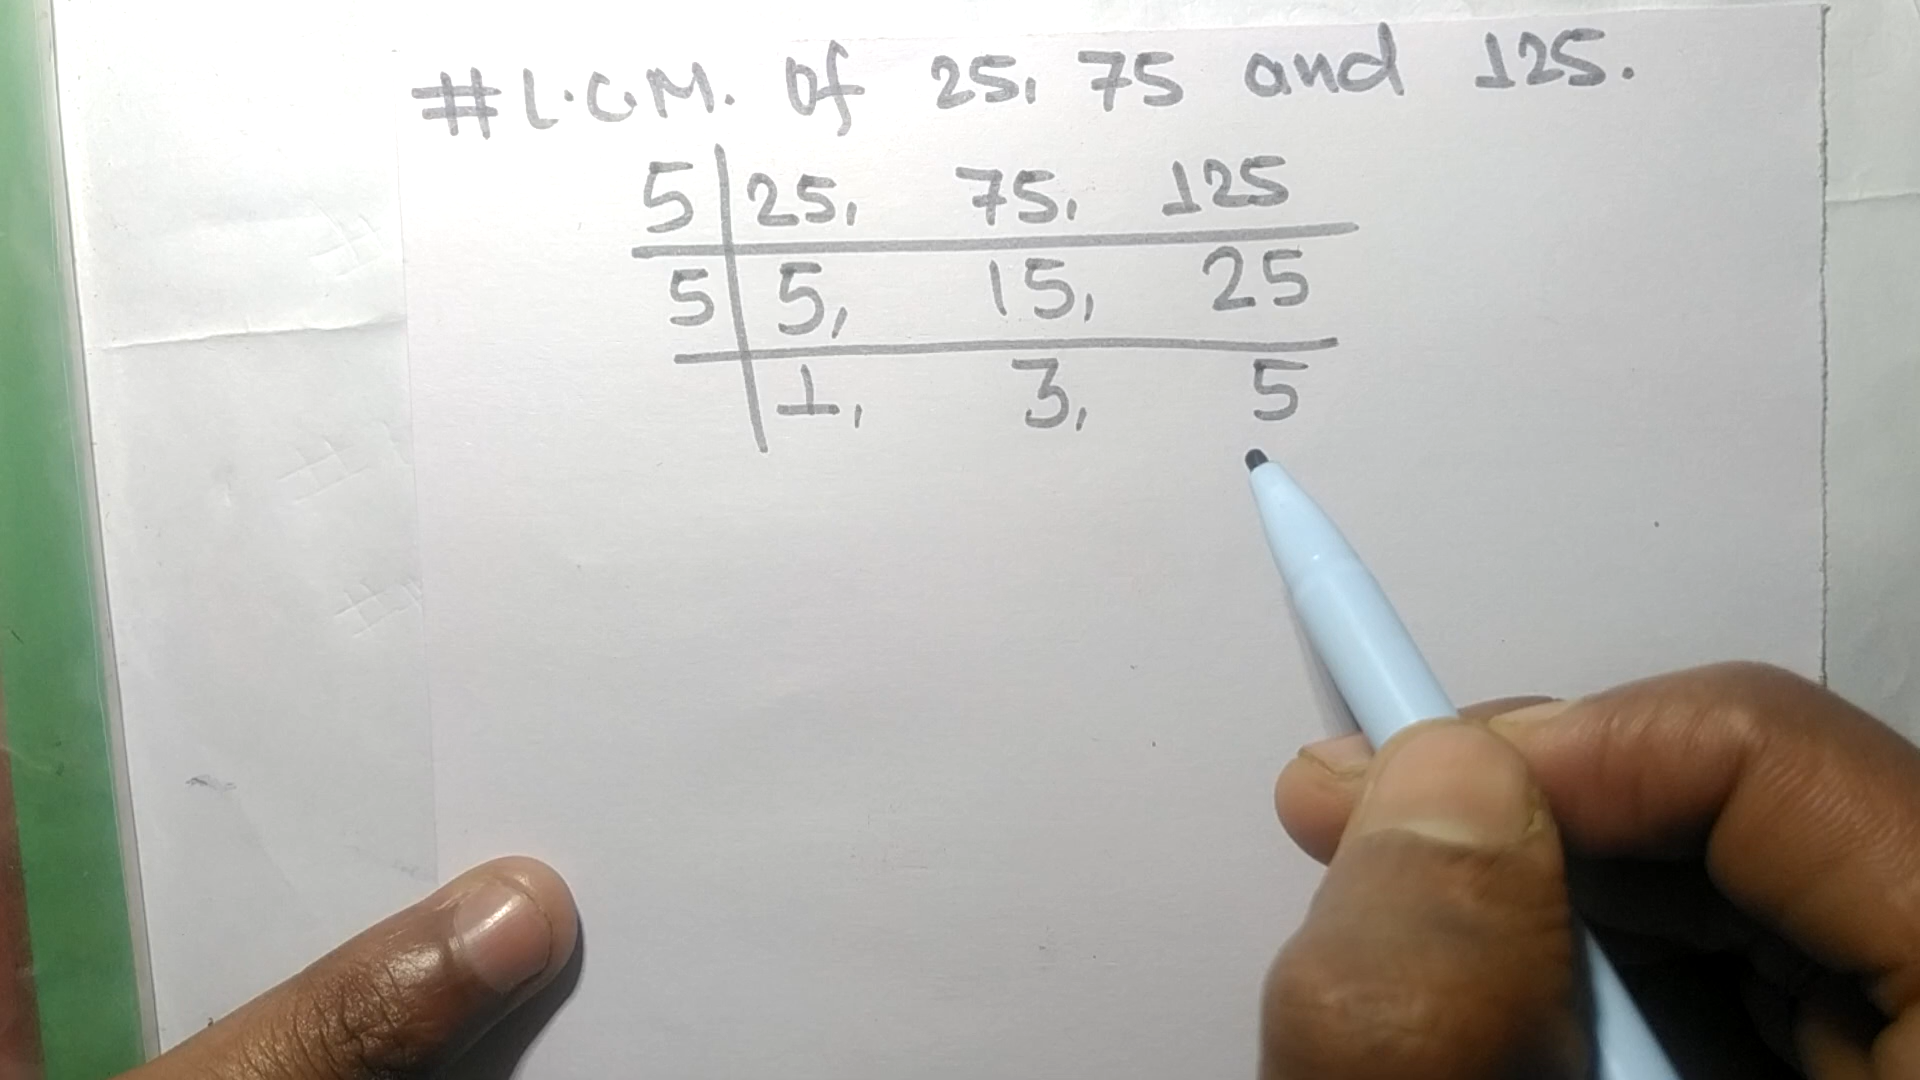 #L.C.M. of 25, 75 and 125.
5 25, 75, 125
5 5, 15, 25
1, 3, 5